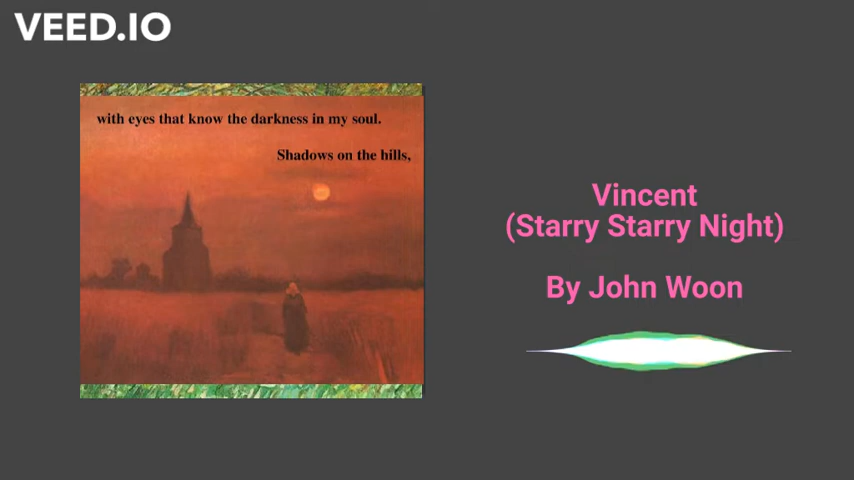 VEED.IO
with eyes that know the darkness in my soul.
Shadows on the hills,
Vincent
(Starry Starry Night)
By John Woon